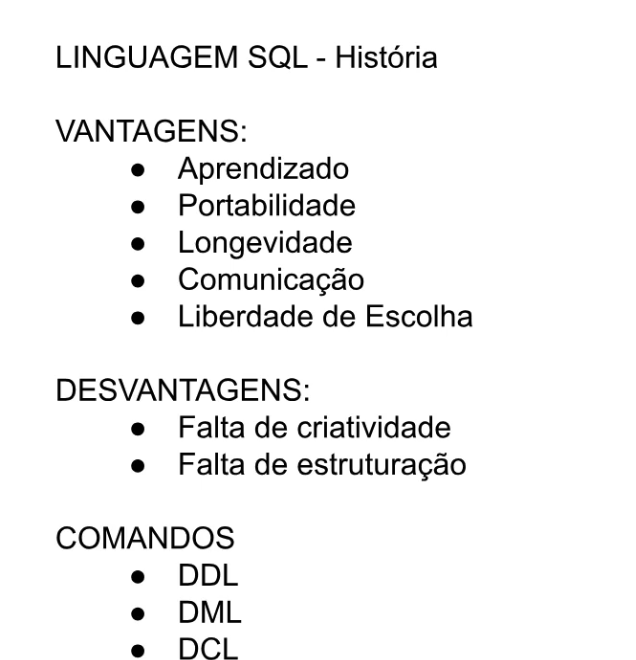 LINGUAGEM SQL - História
VANTAGENS:
● Aprendizado
● Portabilidade
● Longevidade
● Comunicação
● Liberdade de Escolha
DESVANTAGENS:
● Falta de criatividade
● Falta de estruturação
COMANDOS
● DDL
● DML
● DCL